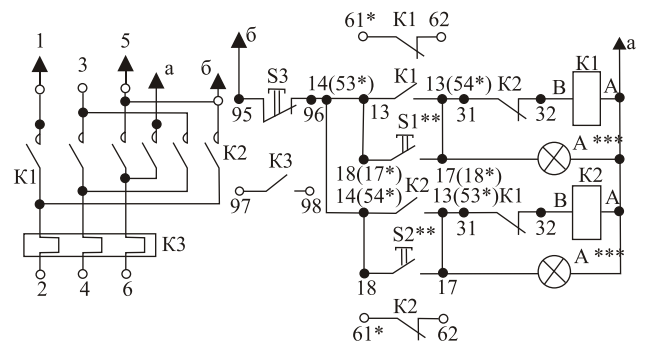 61* К1 62
1 5 б а
3 а б S3 14(53*) К1 13(54*) К2 К1
В А
95 96 13 31 32
S1** А ***
К1 К2 К3
18(17*) 17(18*)
97 98 14(54*) К2 13(53*) К1 К2
В А
К3 31 32
S2** А ***
2 4 6 18 17
К2
61* 62